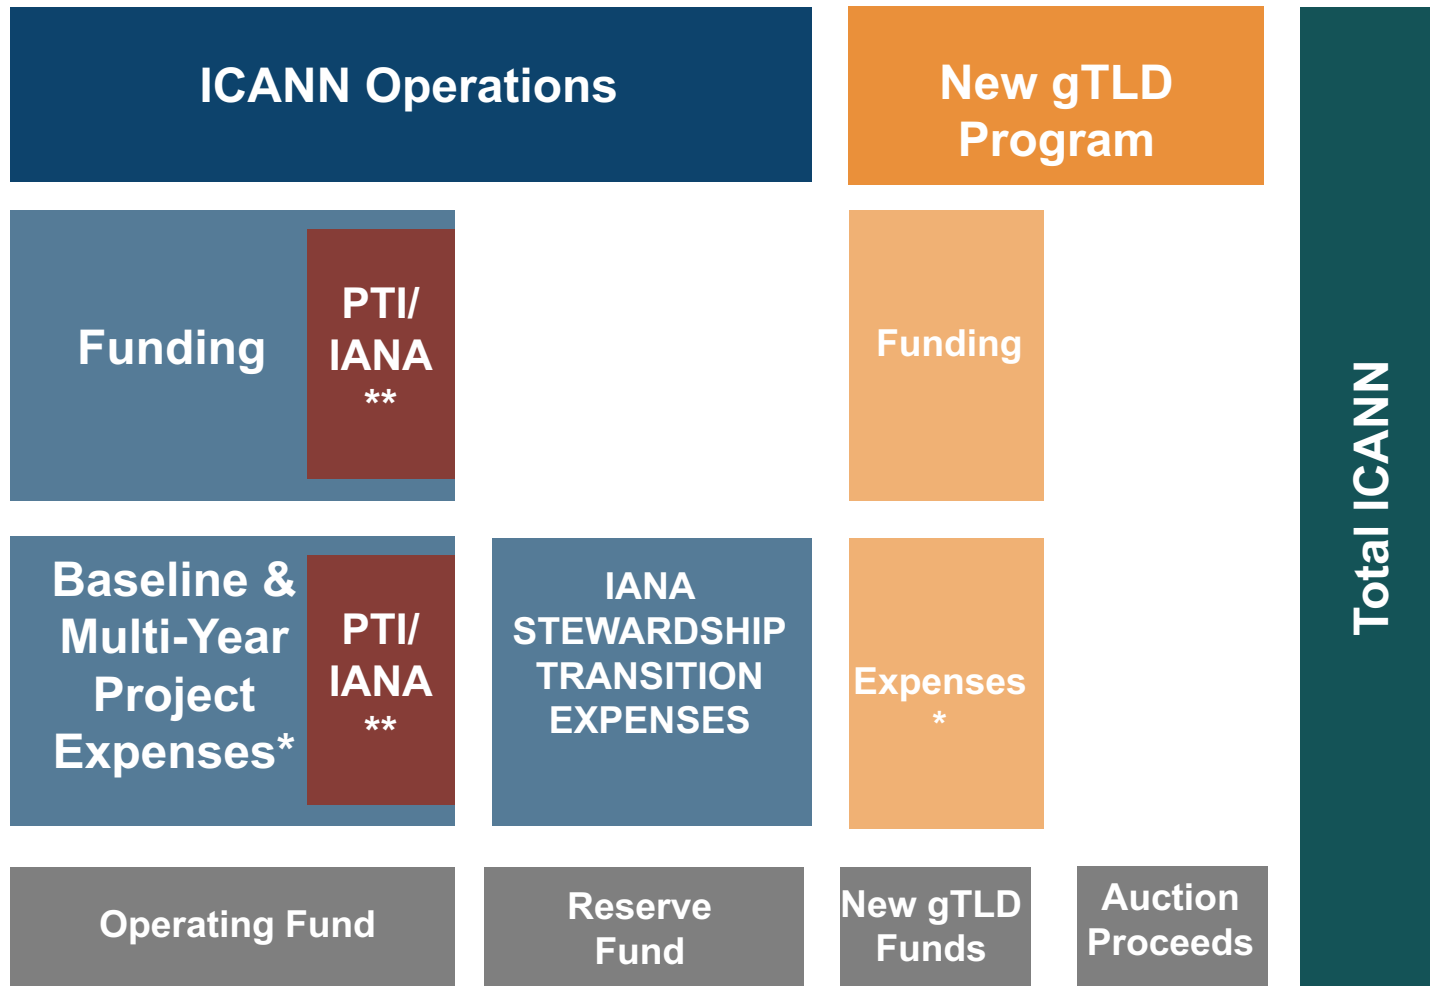 ICANN Operations
New gTLD
Program
Total ICANN
Funding
PTI/
IANA
**
Funding
Baseline &
Multi-Year
Project
Expenses*
PTI/
IANA
**
IANA
STEWARDSHIP
TRANSITION
EXPENSES
Expenses
*
Operating Fund
Reserve
Fund
New gTLD
Funds
Auction
Proceeds